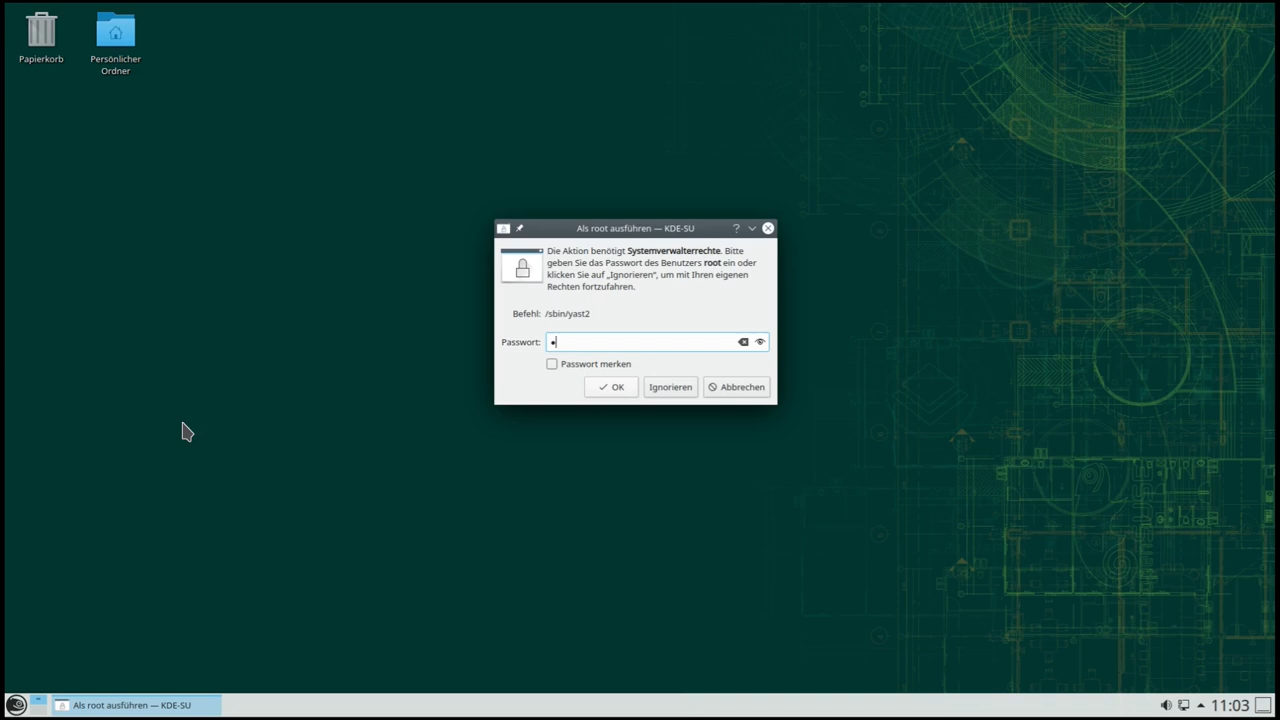 Papierkorb
Persönlicher
Ordner
Als root ausführen — KDE-SU
Die Aktion benötigt Systemverwalterrechte. Bitte
geben Sie das Passwort des Benutzers root ein oder
klicken Sie auf „Ignorieren“, um mit Ihren eigenen
Rechten fortzufahren.
Befehl: /sbin/yast2
Passwort: ●
Passwort merken
OK
Ignorieren
Abbrechen
Als root ausführen — KDE-SU
11:03